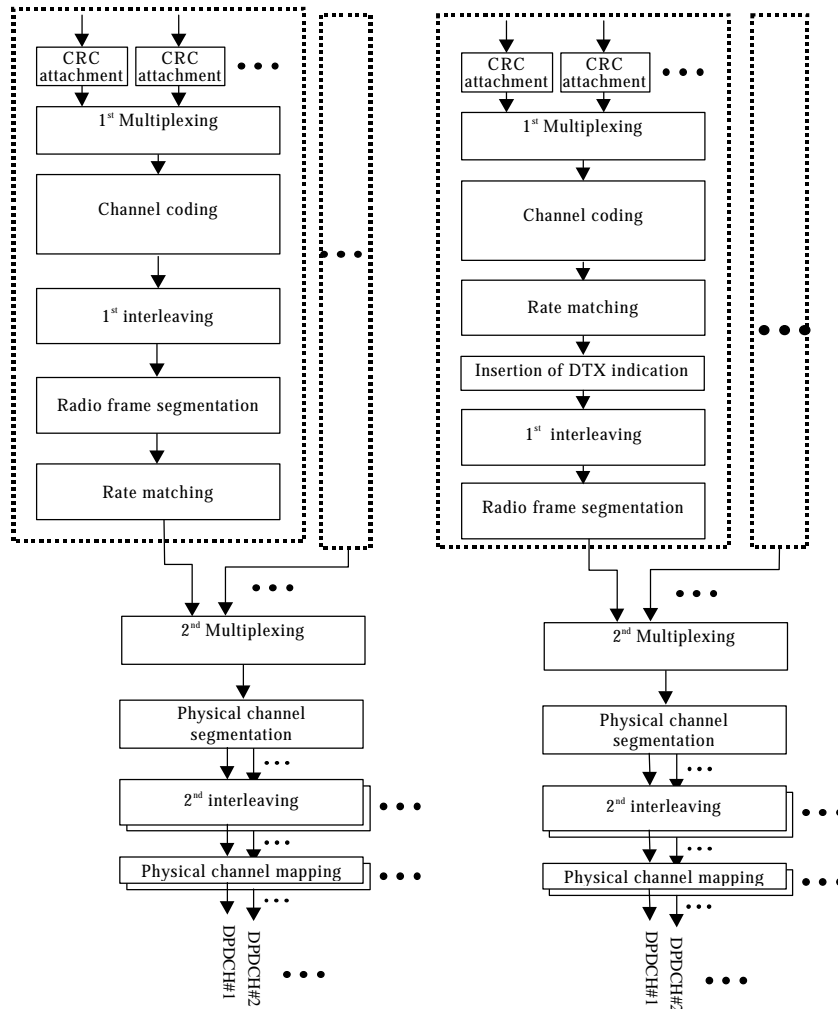 CRC
attachment
CRC
attachment
1st Multiplexing
Channel coding
1st interleaving
Radio frame segmentation
Rate matching
2nd Multiplexing
Physical channel
segmentation
2nd interleaving
Physical channel mapping
DPDCH#1
DPDCH#2
CRC
attachment
CRC
attachment
1st Multiplexing
Channel coding
Rate matching
Insertion of DTX indication
1st interleaving
Radio frame segmentation
2nd Multiplexing
Physical channel
segmentation
2nd interleaving
Physical channel mapping
DPDCH#1
DPDCH#2